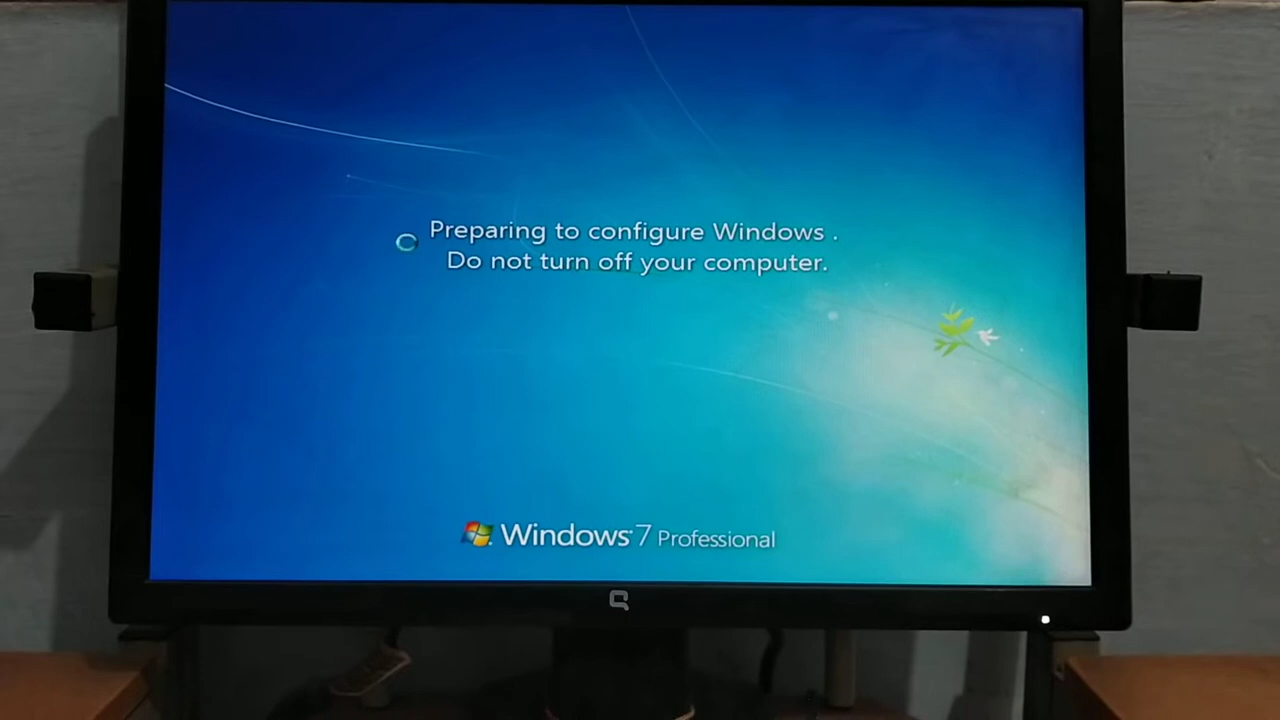 Preparing to configure Windows .
Do not turn off your computer.
Windows 7 Professional